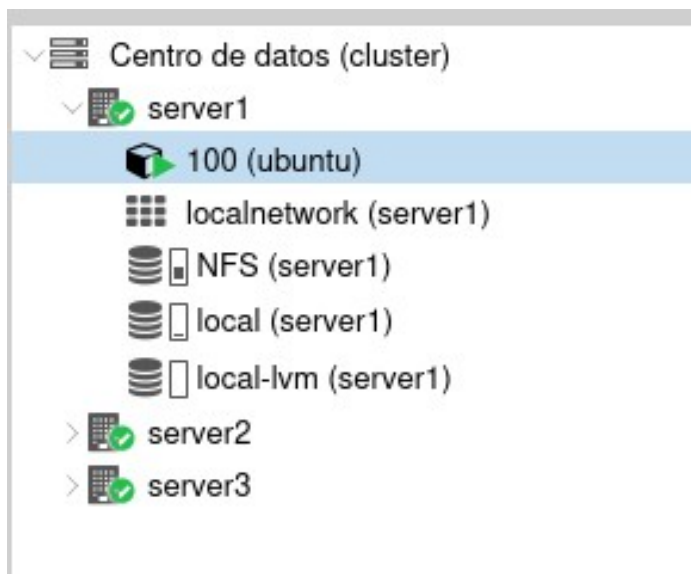 Centro de datos (cluster)
server1
100 (ubuntu)
localnetwork (server1)
NFS (server1)
local (server1)
local-lvm (server1)
server2
server3